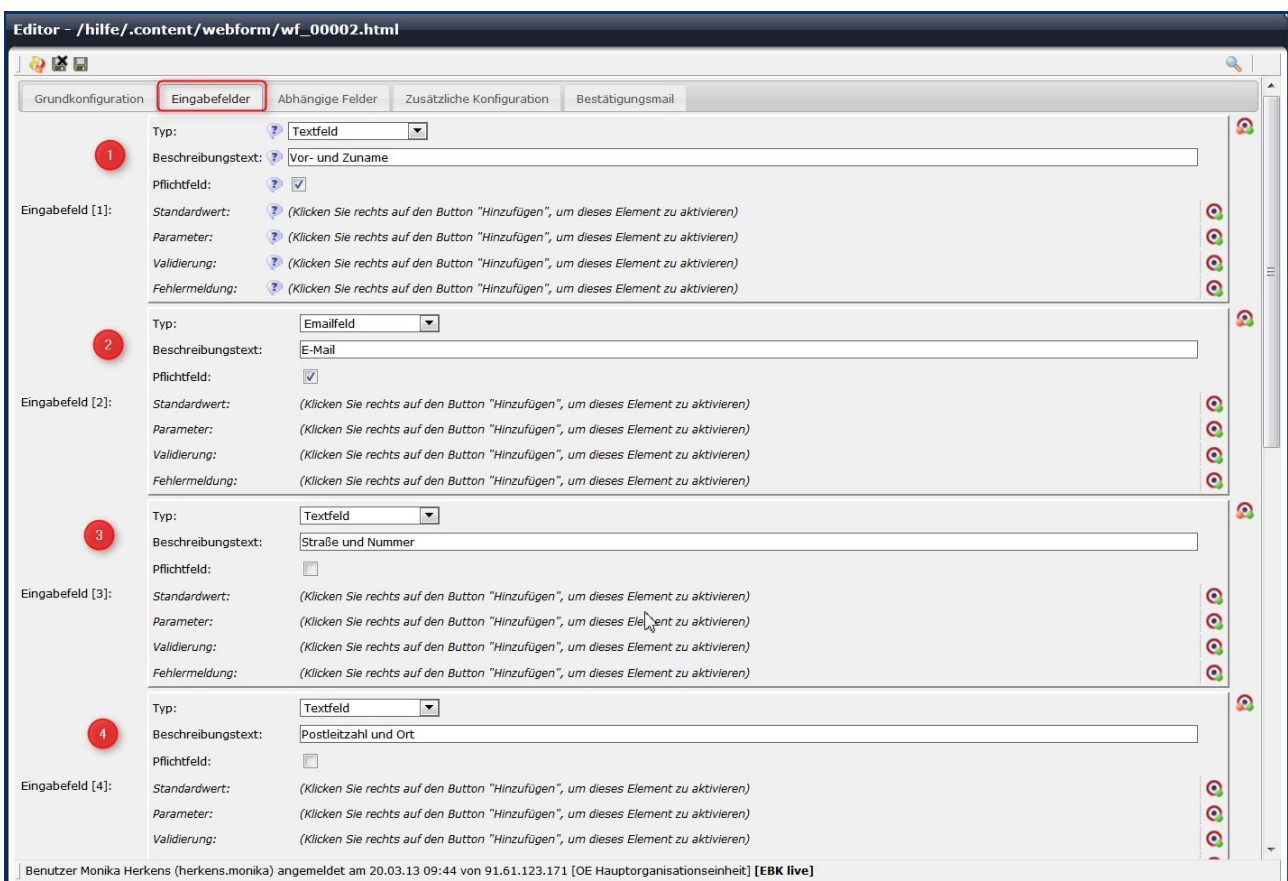 Editor - /hilfe/.content/webform/wf_00002.html
Grundkonfiguration Eingabefelder Abhängige Felder Zusätzliche Konfiguration Bestätigungsmail
Typ: ? Textfeld
1
Beschreibungstext: ? Vor- und Zuname
Pflichtfeld: ?
Eingabefeld [1]: Standardwert: ? (Klicken Sie rechts auf den Button "Hinzufügen", um dieses Element zu aktivieren)
Parameter: ? (Klicken Sie rechts auf den Button "Hinzufügen", um dieses Element zu aktivieren)
Validierung: ? (Klicken Sie rechts auf den Button "Hinzufügen", um dieses Element zu aktivieren)
Fehlermeldung: ? (Klicken Sie rechts auf den Button "Hinzufügen", um dieses Element zu aktivieren)
Typ: Emailfeld
2
Beschreibungstext: E-Mail
Pflichtfeld:
Eingabefeld [2]: Standardwert: (Klicken Sie rechts auf den Button "Hinzufügen", um dieses Element zu aktivieren)
Parameter: (Klicken Sie rechts auf den Button "Hinzufügen", um dieses Element zu aktivieren)
Validierung: (Klicken Sie rechts auf den Button "Hinzufügen", um dieses Element zu aktivieren)
Fehlermeldung: (Klicken Sie rechts auf den Button "Hinzufügen", um dieses Element zu aktivieren)
Typ: Textfeld
3
Beschreibungstext: Straße und Nummer
Pflichtfeld:
Eingabefeld [3]: Standardwert: (Klicken Sie rechts auf den Button "Hinzufügen", um dieses Element zu aktivieren)
Parameter: (Klicken Sie rechts auf den Button "Hinzufügen", um dieses Element zu aktivieren)
Validierung: (Klicken Sie rechts auf den Button "Hinzufügen", um dieses Element zu aktivieren)
Fehlermeldung: (Klicken Sie rechts auf den Button "Hinzufügen", um dieses Element zu aktivieren)
Typ: Textfeld
4
Beschreibungstext: Postleitzahl und Ort
Pflichtfeld:
Eingabefeld [4]: Standardwert: (Klicken Sie rechts auf den Button "Hinzufügen", um dieses Element zu aktivieren)
Parameter: (Klicken Sie rechts auf den Button "Hinzufügen", um dieses Element zu aktivieren)
Validierung: (Klicken Sie rechts auf den Button "Hinzufügen", um dieses Element zu aktivieren)
Benutzer Monika Herkens (herkens.monika) angemeldet am 20.03.13 09:44 von 91.61.123.171 [OE Hauptorganisationseinheit] [EBK live]